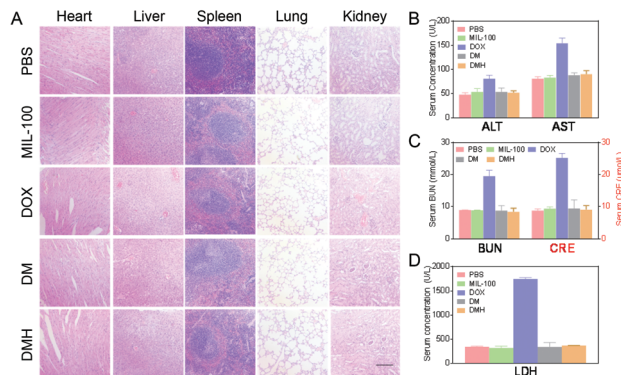 A
Heart Liver Spleen Lung Kidney
PBS
MIL-100
DOX
DM
DMH
B
Serum Concentration (U/L)
200
150
100
50
0
PBS
MIL-100
DOX
DM
DMH
ALT AST
C
Serum BUN (mmol/L)
30
20
10
0
PBS MIL-100 DOX
DM DMH
30
20
10
0
Serum CRE (μmol/L)
BUN CRE
D
Serum concentration (U/L)
2000
1500
1000
500
0
PBS
MIL-100
DOX
DM
DMH
LDH